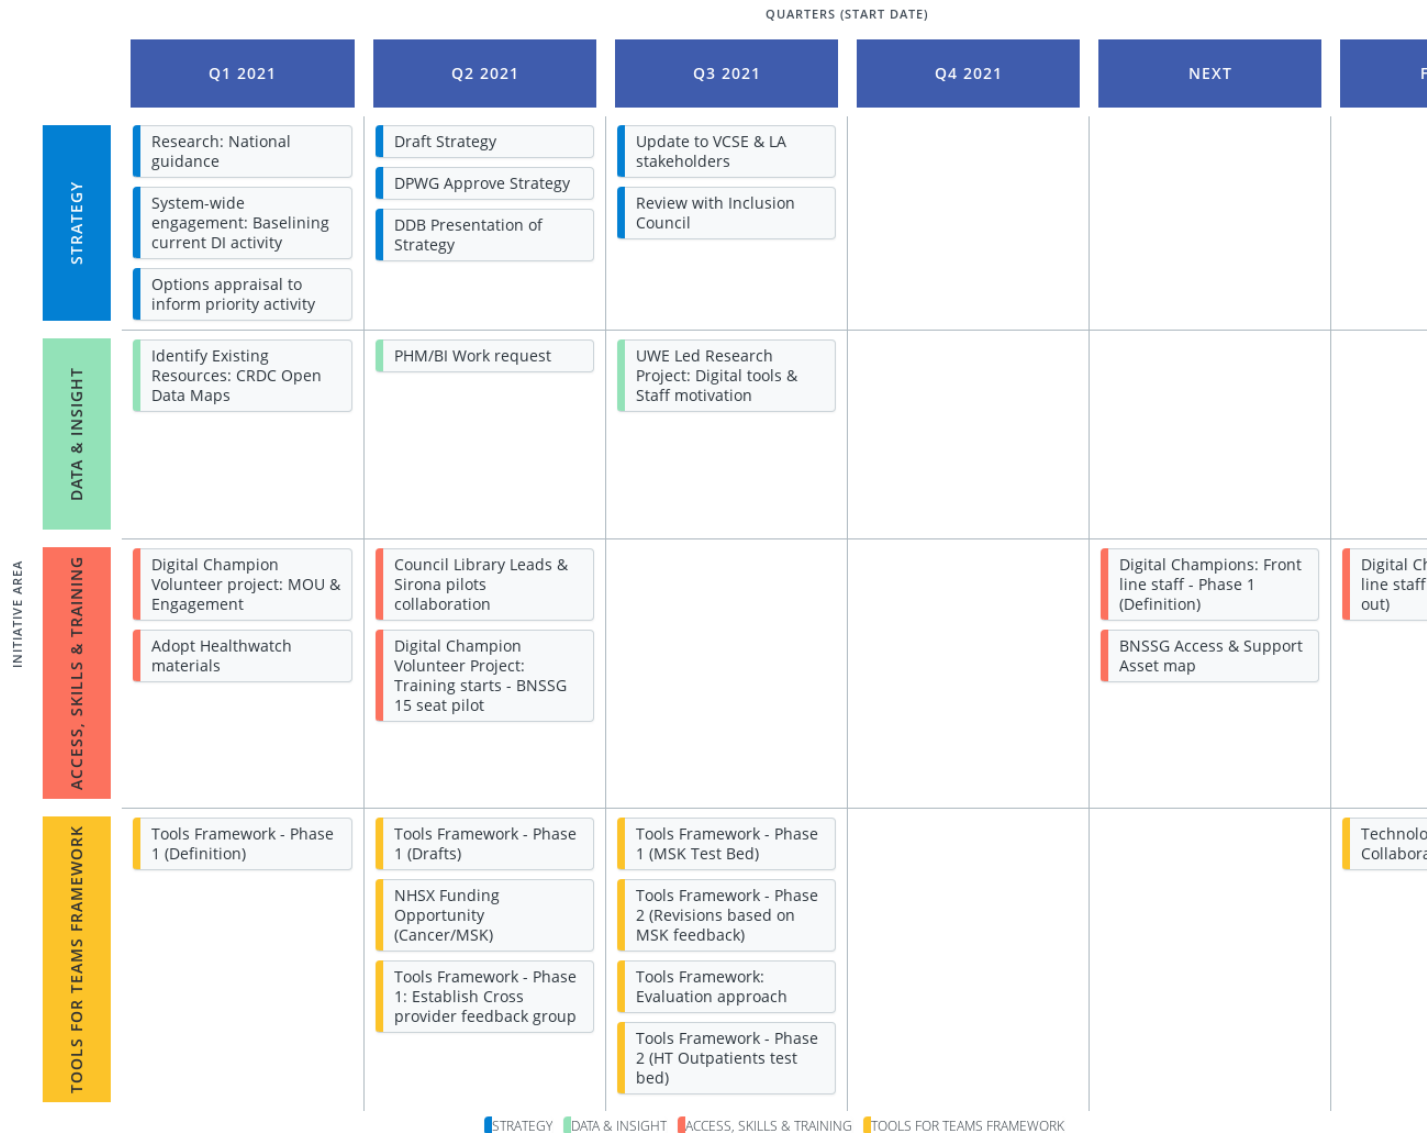 QUARTERS (START DATE)
Q1 2021
Q2 2021
Q3 2021
Q4 2021
NEXT
INITIATIVE AREA
STRATEGY
Research: National
guidance
System-wide
engagement: Baselining
current DI activity
Options appraisal to
inform priority activity
Draft Strategy
DPWG Approve Strategy
DDB Presentation of
Strategy
Update to VCSE & LA
stakeholders
Review with Inclusion
Council
DATA & INSIGHT
Identify Existing
Resources: CRDC Open
Data Maps
PHM/BI Work request
UWE Led Research
Project: Digital tools &
Staff motivation
ACCESS, SKILLS & TRAINING
Digital Champion
Volunteer project: MOU &
Engagement
Adopt Healthwatch
materials
Council Library Leads &
Sirona pilots
collaboration
Digital Champion
Volunteer Project:
Training starts - BNSSG
15 seat pilot
Digital Champions: Front
line staff - Phase 1
(Definition)
BNSSG Access & Support
Asset map
Digital
line staff
out)
TOOLS FOR TEAMS FRAMEWORK
Tools Framework - Phase
1 (Definition)
Tools Framework - Phase
1 (Drafts)
NHSX Funding
Opportunity
(Cancer/MSK)
Tools Framework - Phase
1: Establish Cross
provider feedback group
Tools Framework - Phase
1 (MSK Test Bed)
Tools Framework - Phase
2 (Revisions based on
MSK feedback)
Tools Framework:
Evaluation approach
Tools Framework - Phase
2 (HT Outpatients test
bed)
STRATEGY DATA & INSIGHT ACCESS, SKILLS & TRAINING TOOLS FOR TEAMS FRAMEWORK